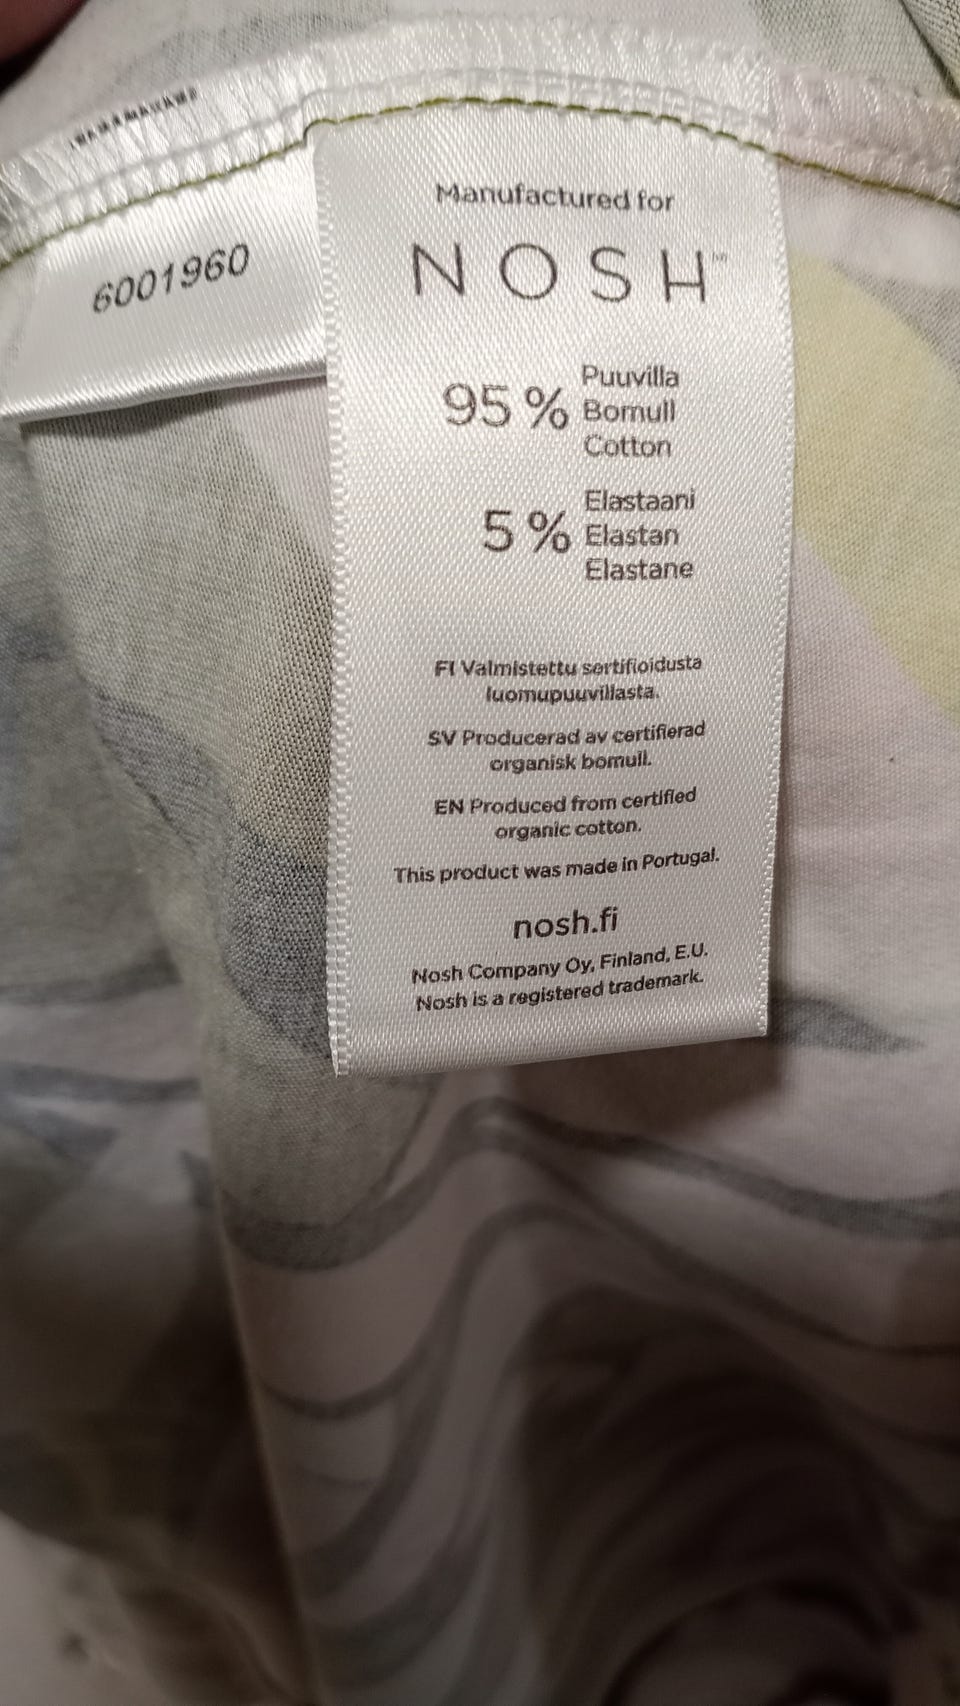 6001960
Manufactured for
NOSH™
95 % Puuvilla
Bomull
Cotton
5 % Elastaani
Elastan
Elastane
FI Valmistettu sertifioidusta
luomupuuvillasta.
SV Producerad av certifierad
organisk bomull.
EN Produced from certified
organic cotton.
This product was made in Portugal.
nosh.fi
Nosh Company Oy, Finland, E.U.
Nosh is a registered trademark.